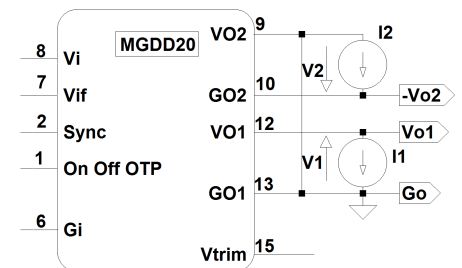 MGDD20
VO2 9
I2
8 Vi
V2
7 Vif
GO2 10
-Vo2
2 Sync
VO1 12
Vo1
1 On Off OTP
V1
I1
GO1 13
Go
6 Gi
Vtrim 15